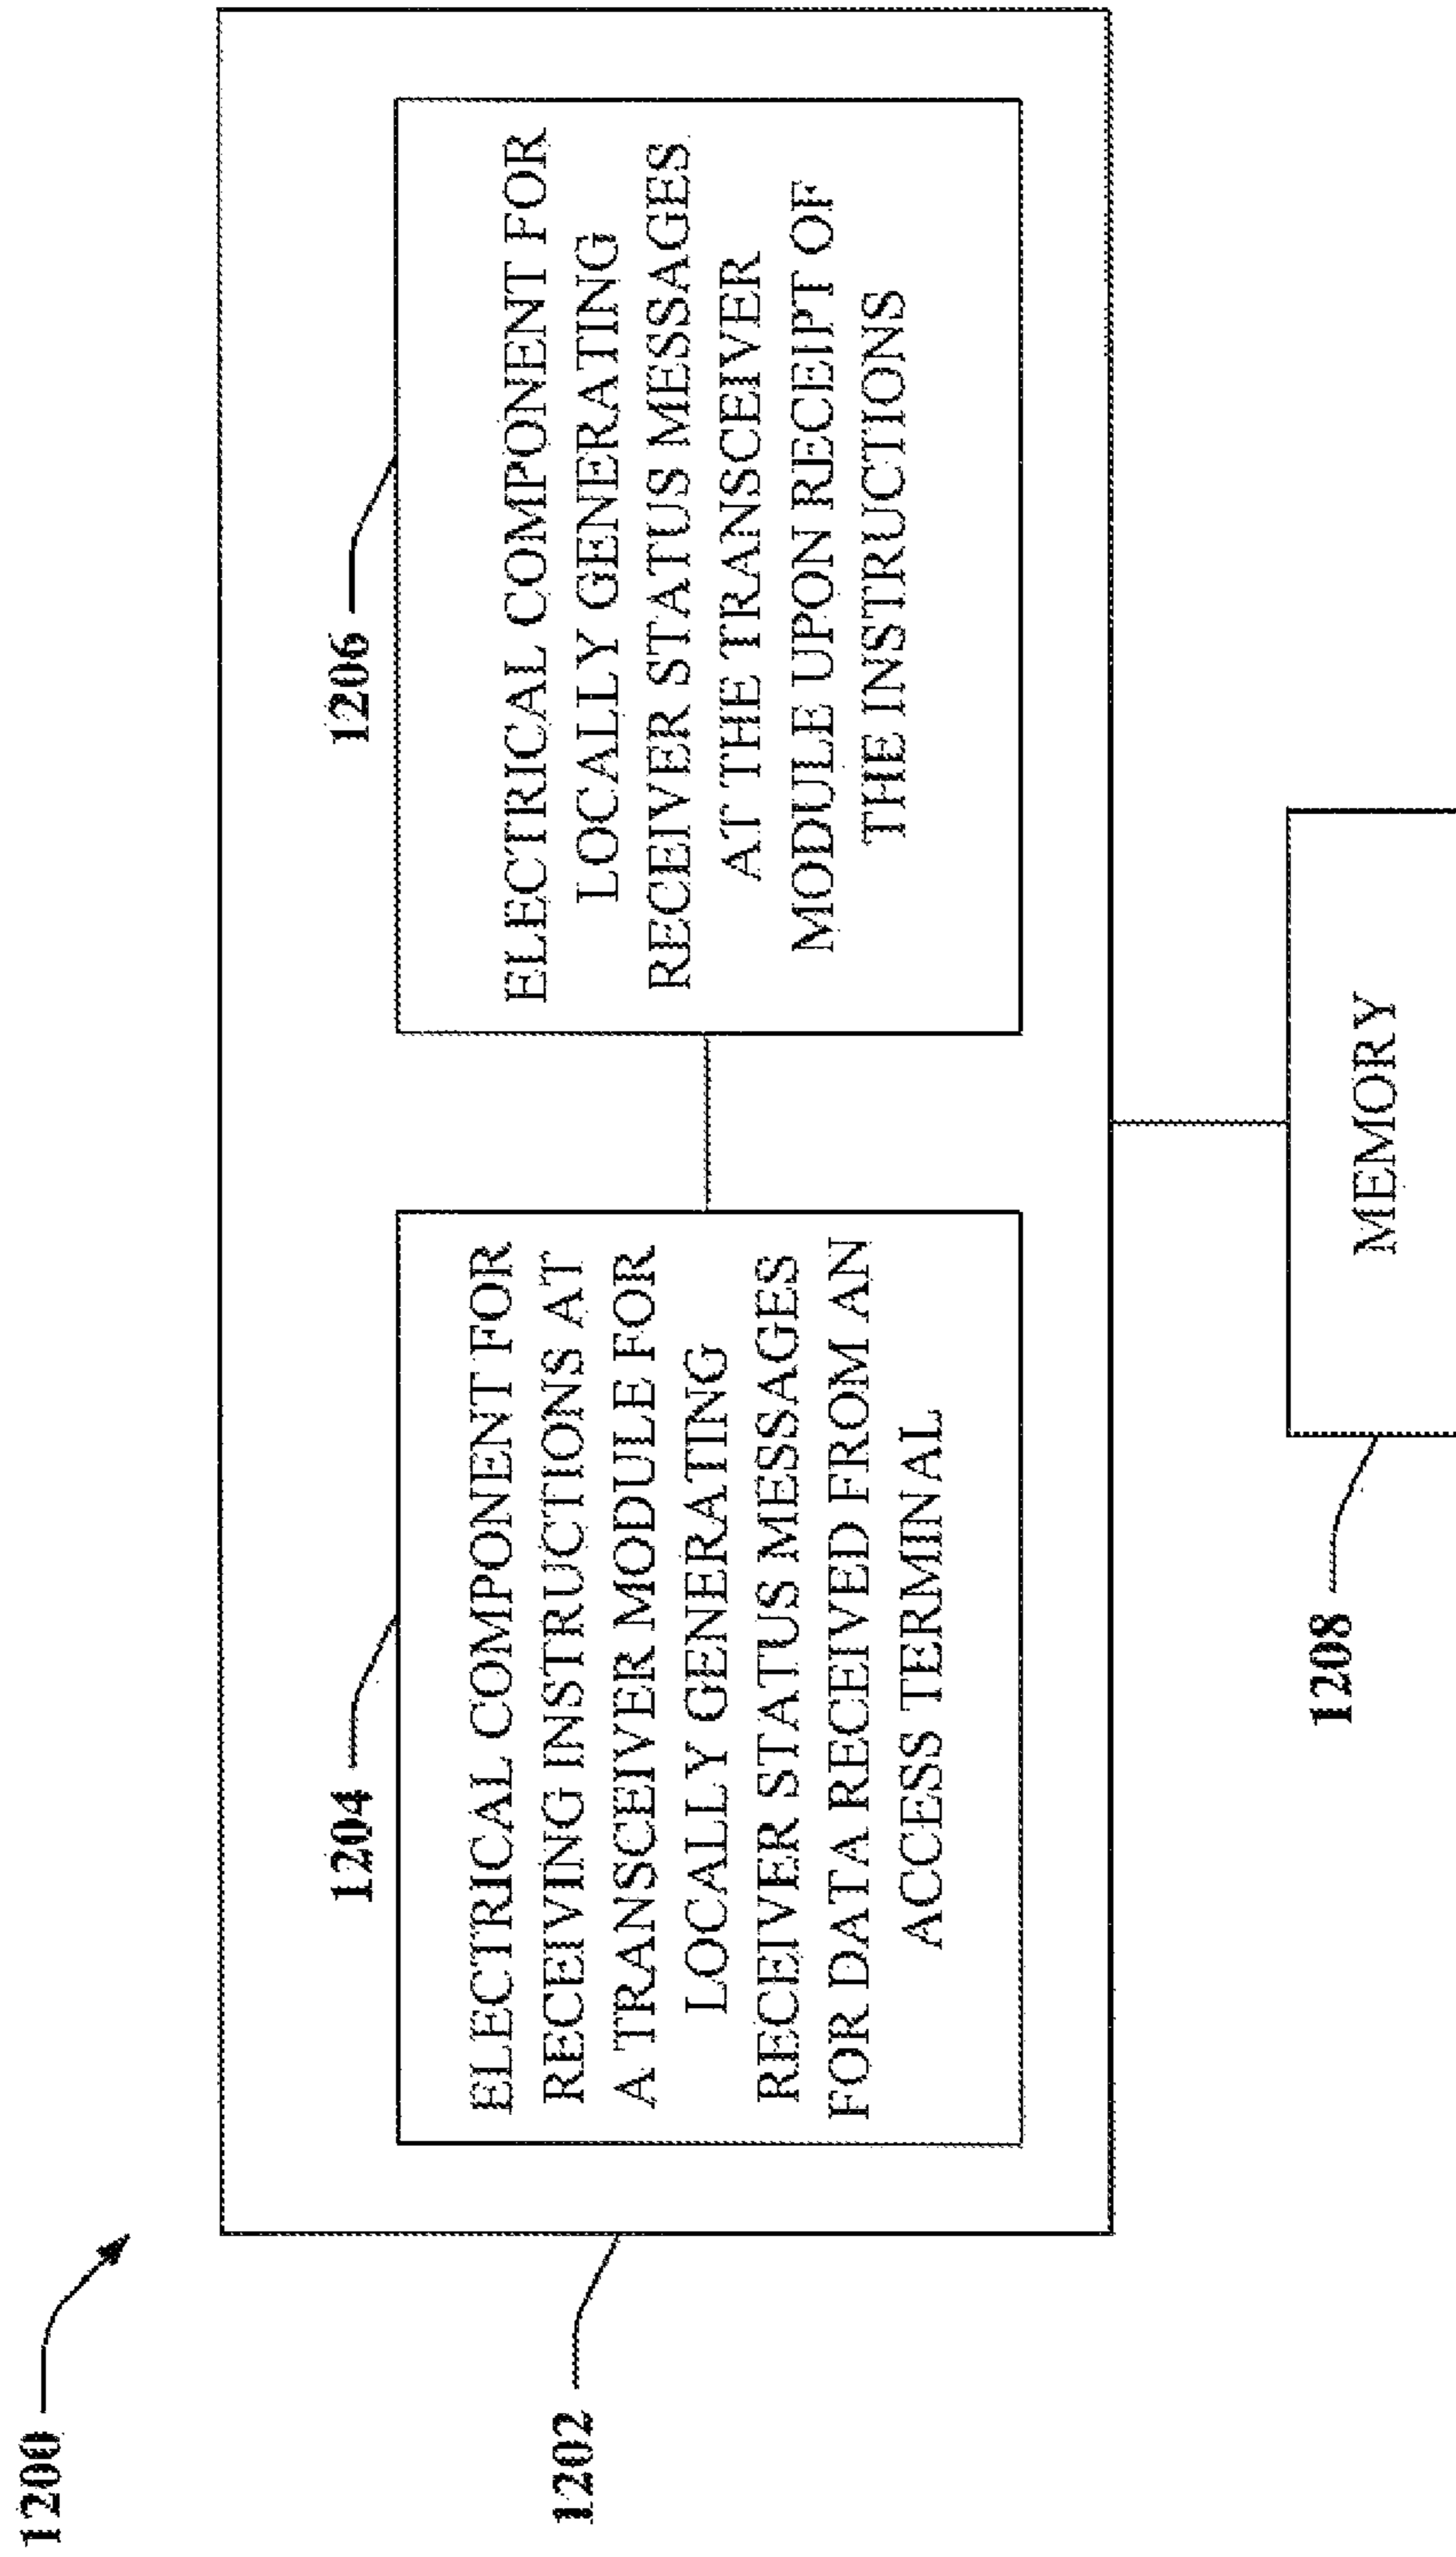 1200
1202
1204
ELECTRICAL COMPONENT FOR
RECEIVING INSTRUCTIONS AT
A TRANSCEIVER MODULE FOR
LOCALLY GENERATING
RECEIVER STATUS MESSAGES
FOR DATA RECEIVED FROM AN
ACCESS TERMINAL
1206
ELECTRICAL COMPONENT FOR
LOCALLY GENERATING
RECEIVER STATUS MESSAGES
AT THE TRANSCEIVER
MODULE UPON RECEIPT OF
THE INSTRUCTIONS
1208
MEMORY